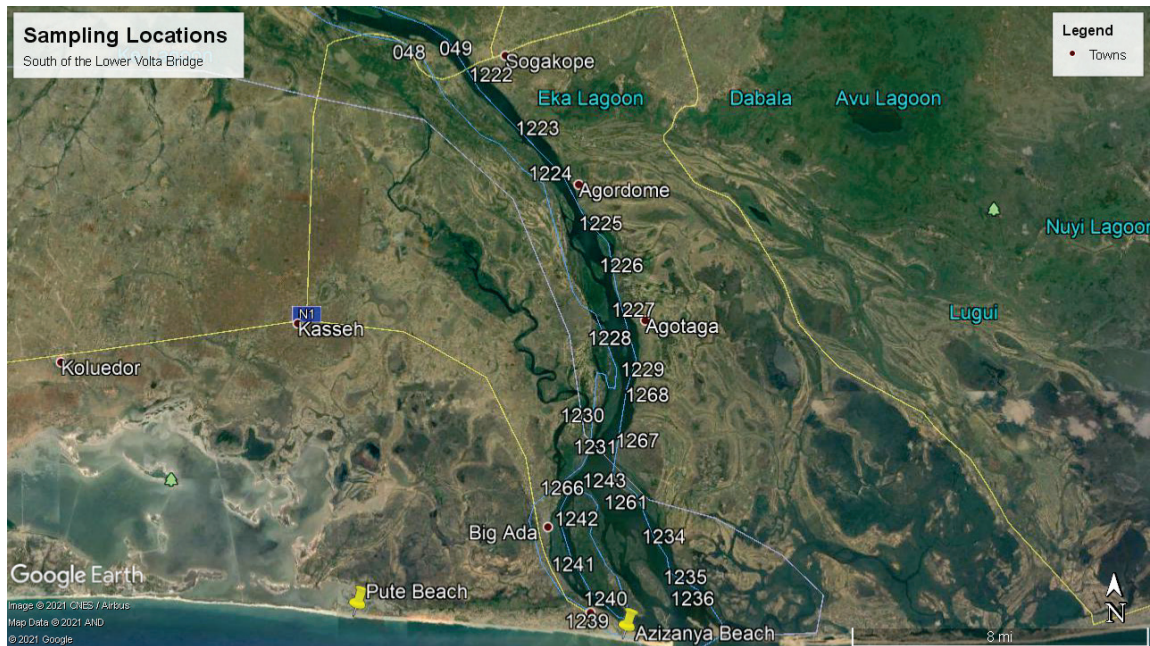 Sampling Locations
South of the Lower Volta Bridge
Legend
Towns
048
049
Sogakope
1222
Eka Lagoon
Dabala
Avu Lagoon
1223
1224
Agordome
1225
Nuyi Lagoon
1226
1227
Lugui
N1
Kasseh
Agotaga
1228
Koluedor
1229
1268
1230
1231
1267
1243
1266
1261
1242
Big Ada
1234
1241
Google Earth
1235
Pute Beach
1240
1236
Image © 2021 CNES / Airbus
Map Data © 2021 AND
© 2021 Google
1239
Azizanya Beach
N
8 mi